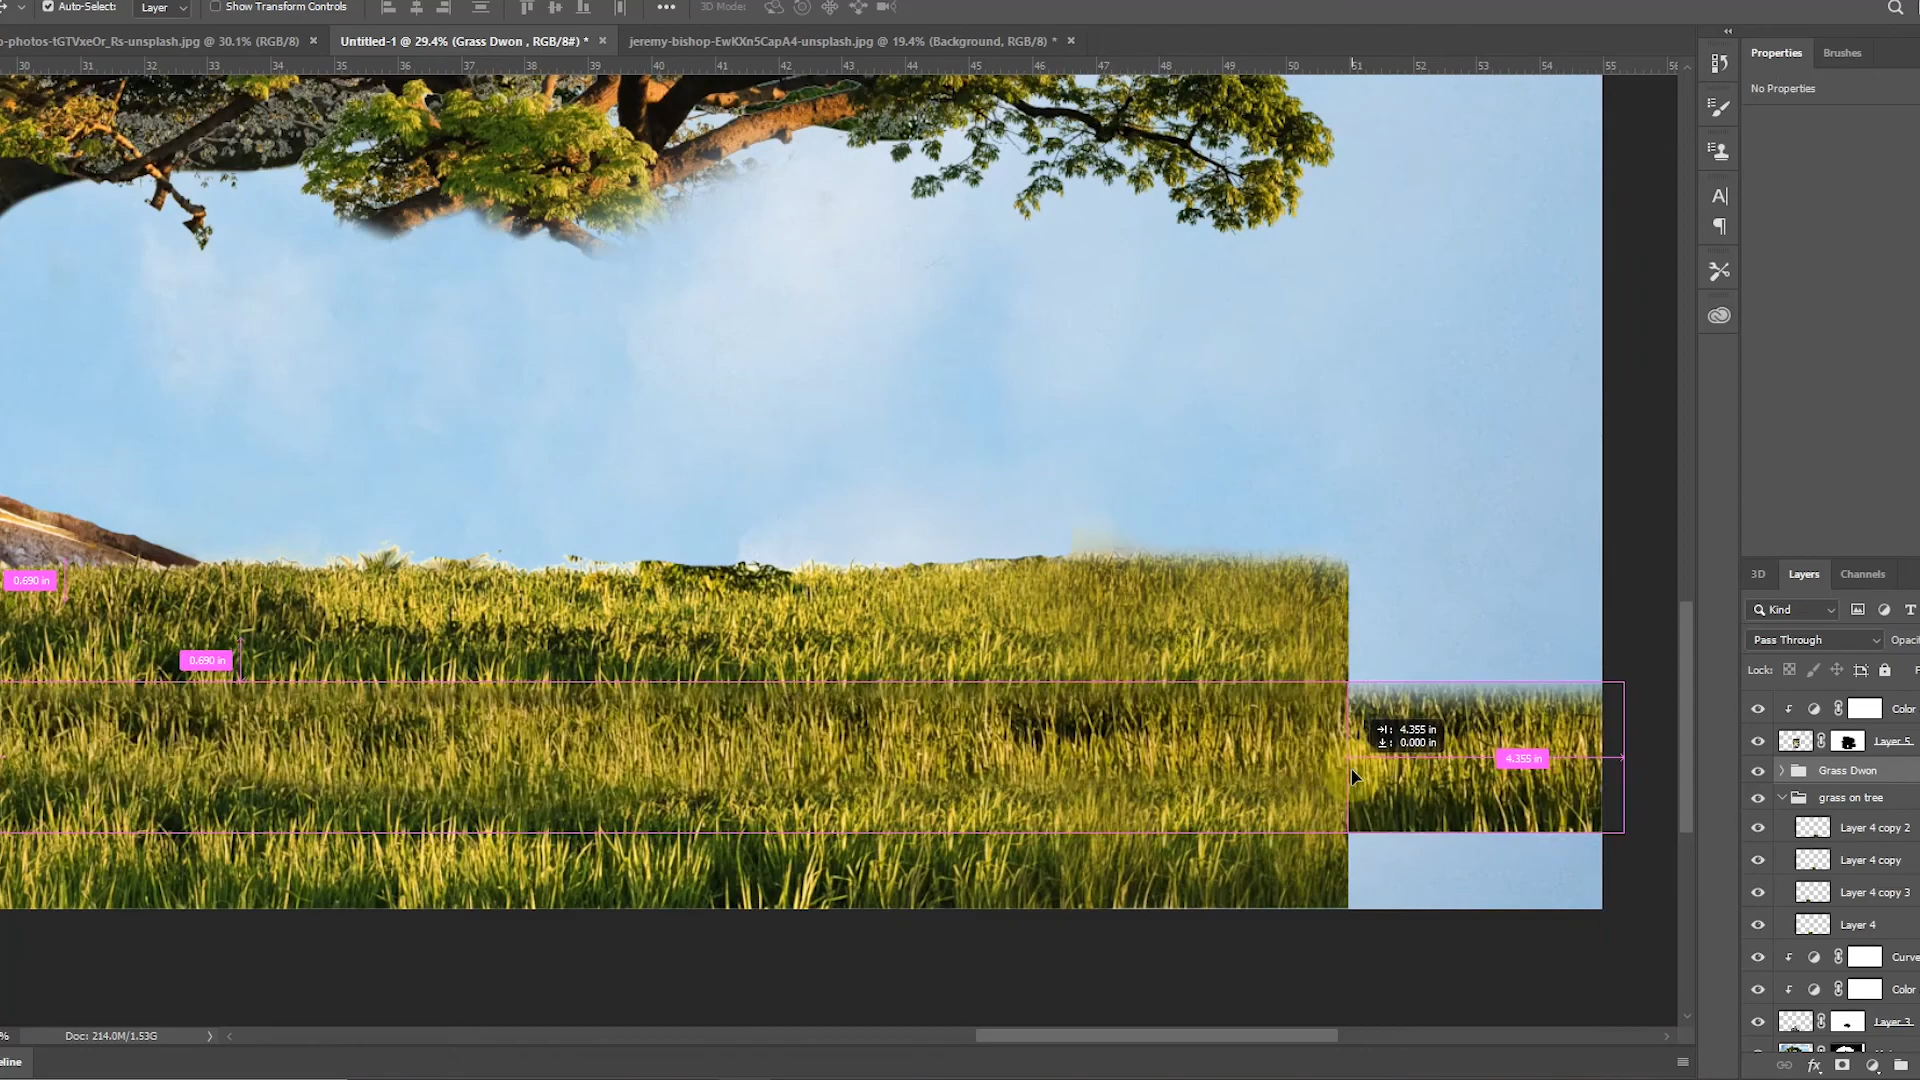 Auto-Select:
Layer
Show Transform Controls
3D Mode:
o-photos-tGTVxeOr_Rs-unsplash.jpg @ 30.1% (RGB/8)
Untitled-1 @ 29.4% (Grass Dwon , RGB/8#) *
jeremy-bishop-EwKXn5CapA4-unsplash.jpg @ 19.4% (Background, RGB/8) *
30 31 32 33 34 35 36 37 38 39 40 41 42 43 44 45 46 47 48 49 50 51 52 53 54 55
Properties
Brushes
No Properties
0.690 in
0.690 in
4.355 in
0.000 in
4.355 in
3D
Layers
Channels
Kind
Pass Through
Opaci
Lock:
Color
Layer 5
Grass Dwon
grass on tree
Layer 4 copy 2
Layer 4 copy
Layer 4 copy 3
Layer 4
Curve
Color
Layer 3
%
Doc: 214.0M/1.53G
eline